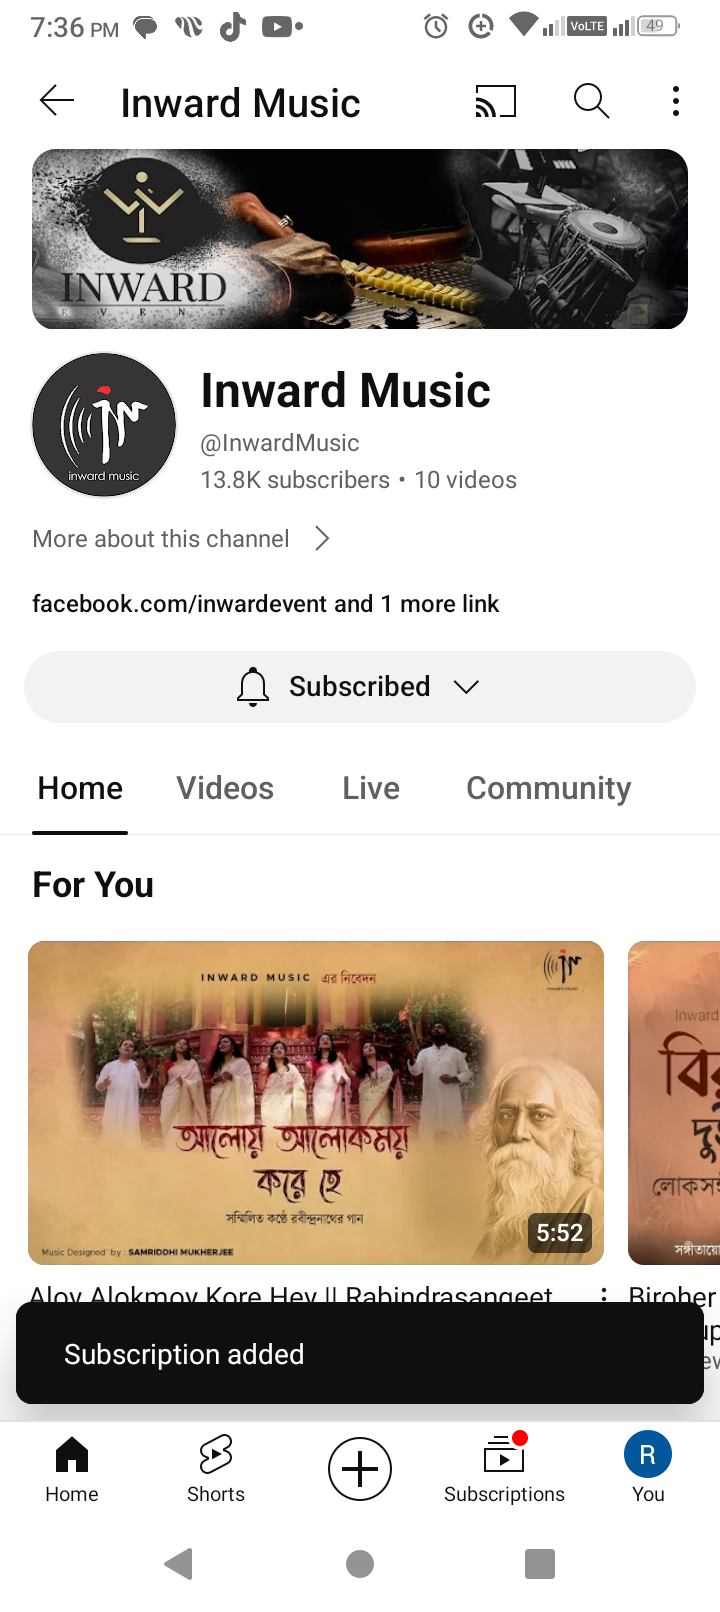 7:36 PM
VoLTE
49
Inward Music
INWARD
EVENT
inward music
Inward Music
@InwardMusic
13.8K subscribers • 10 videos
More about this channel
facebook.com/inwardevent and 1 more link
Subscribed
Home Videos Live Community
For You
INWARD MUSIC এর নিবেদন
আলোয় আলোকময়
করে হে
সম্মিলিত কণ্ঠে রবীন্দ্রনাথের গান
Music Designed by : SAMRIDDHI MUKHERJEE
5:52
Inward
লোকসঙ
সঙ্গীতায়ো
Aloy Alokmoy Kore Hey || Rabindrasangeet
Biroher
Subscription added
Home
Shorts
Subscriptions
R
You